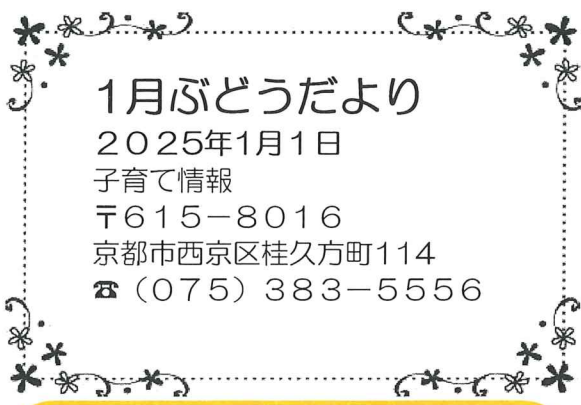 1月ぶどうだより
２０25年1月1日
子育て情報
〒６１５－８０１６
京都市西京区桂久方町114
☎（０７５）３８３－５５５６